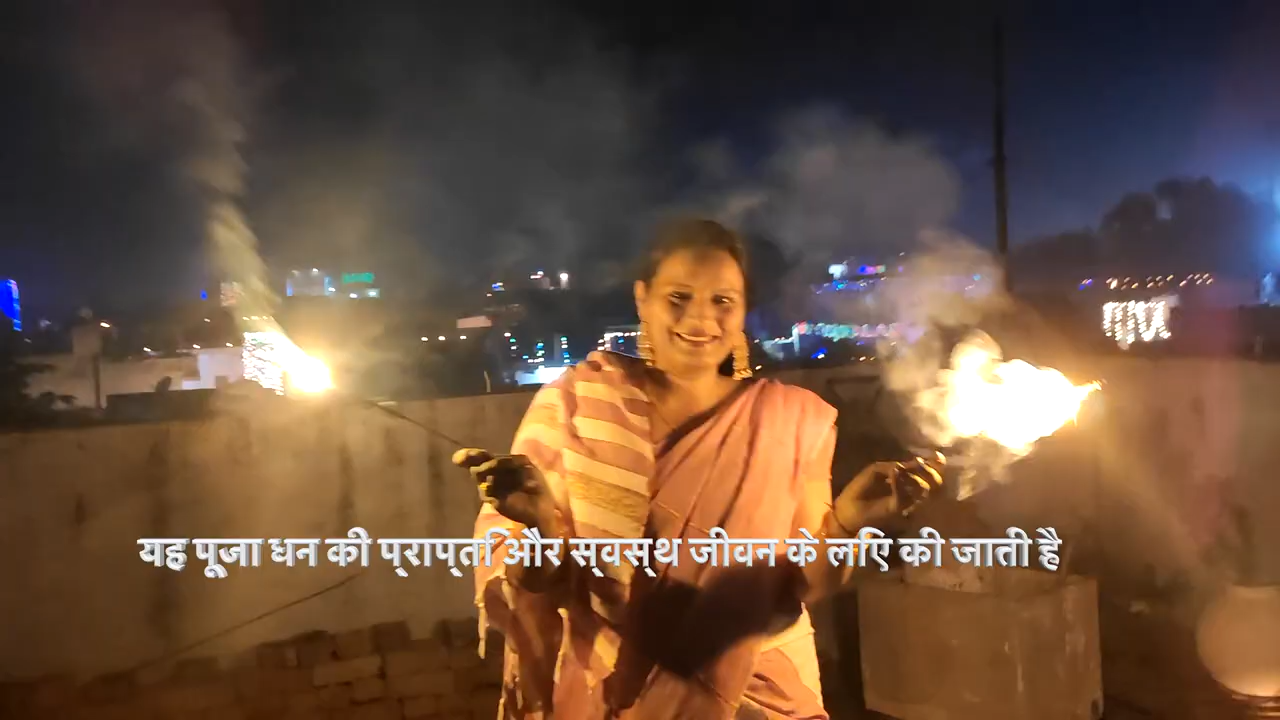 यह पूजा धन की प्राप्ति और स्वस्थ जीवन के लिए की जाती है